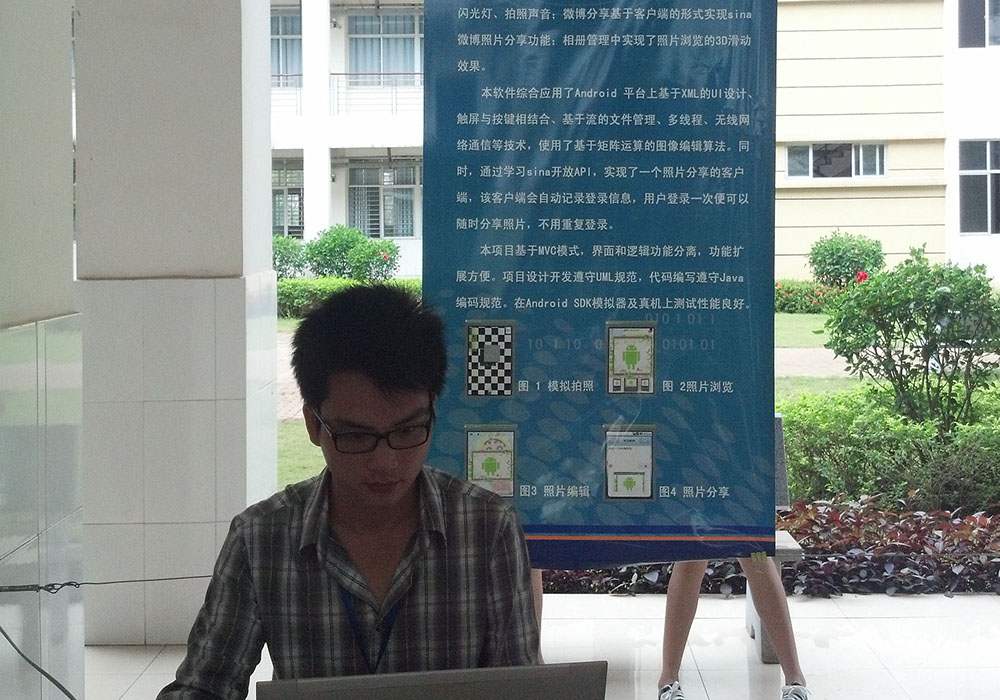 闪光灯、拍照声音；微博分享基于客户端的形式实现sina
微博照片分享功能；相册管理中实现了照片浏览的3D滑动
效果。
本软件综合应用了Android 平台上基于XML的UI设计、
触屏与按键相结合、基于流的文件管理、多线程、无线网
络通信等技术，使用了基于矩阵运算的图像编辑算法。同
时，通过学习sina开放API，实现了一个照片分享的客户
端，该客户端会自动记录登录信息，用户登录一次便可以
随时分享照片，不用重复登录。
本项目基于MVC模式，界面和逻辑功能分离，功能扩
展方便。项目设计开发遵守UML规范，代码编写遵守Java
编码规范。在Android SDK模拟器及真机上测试性能良好。
图 1 模拟拍照
图 2照片浏览
图3 照片编辑
图4 照片分享